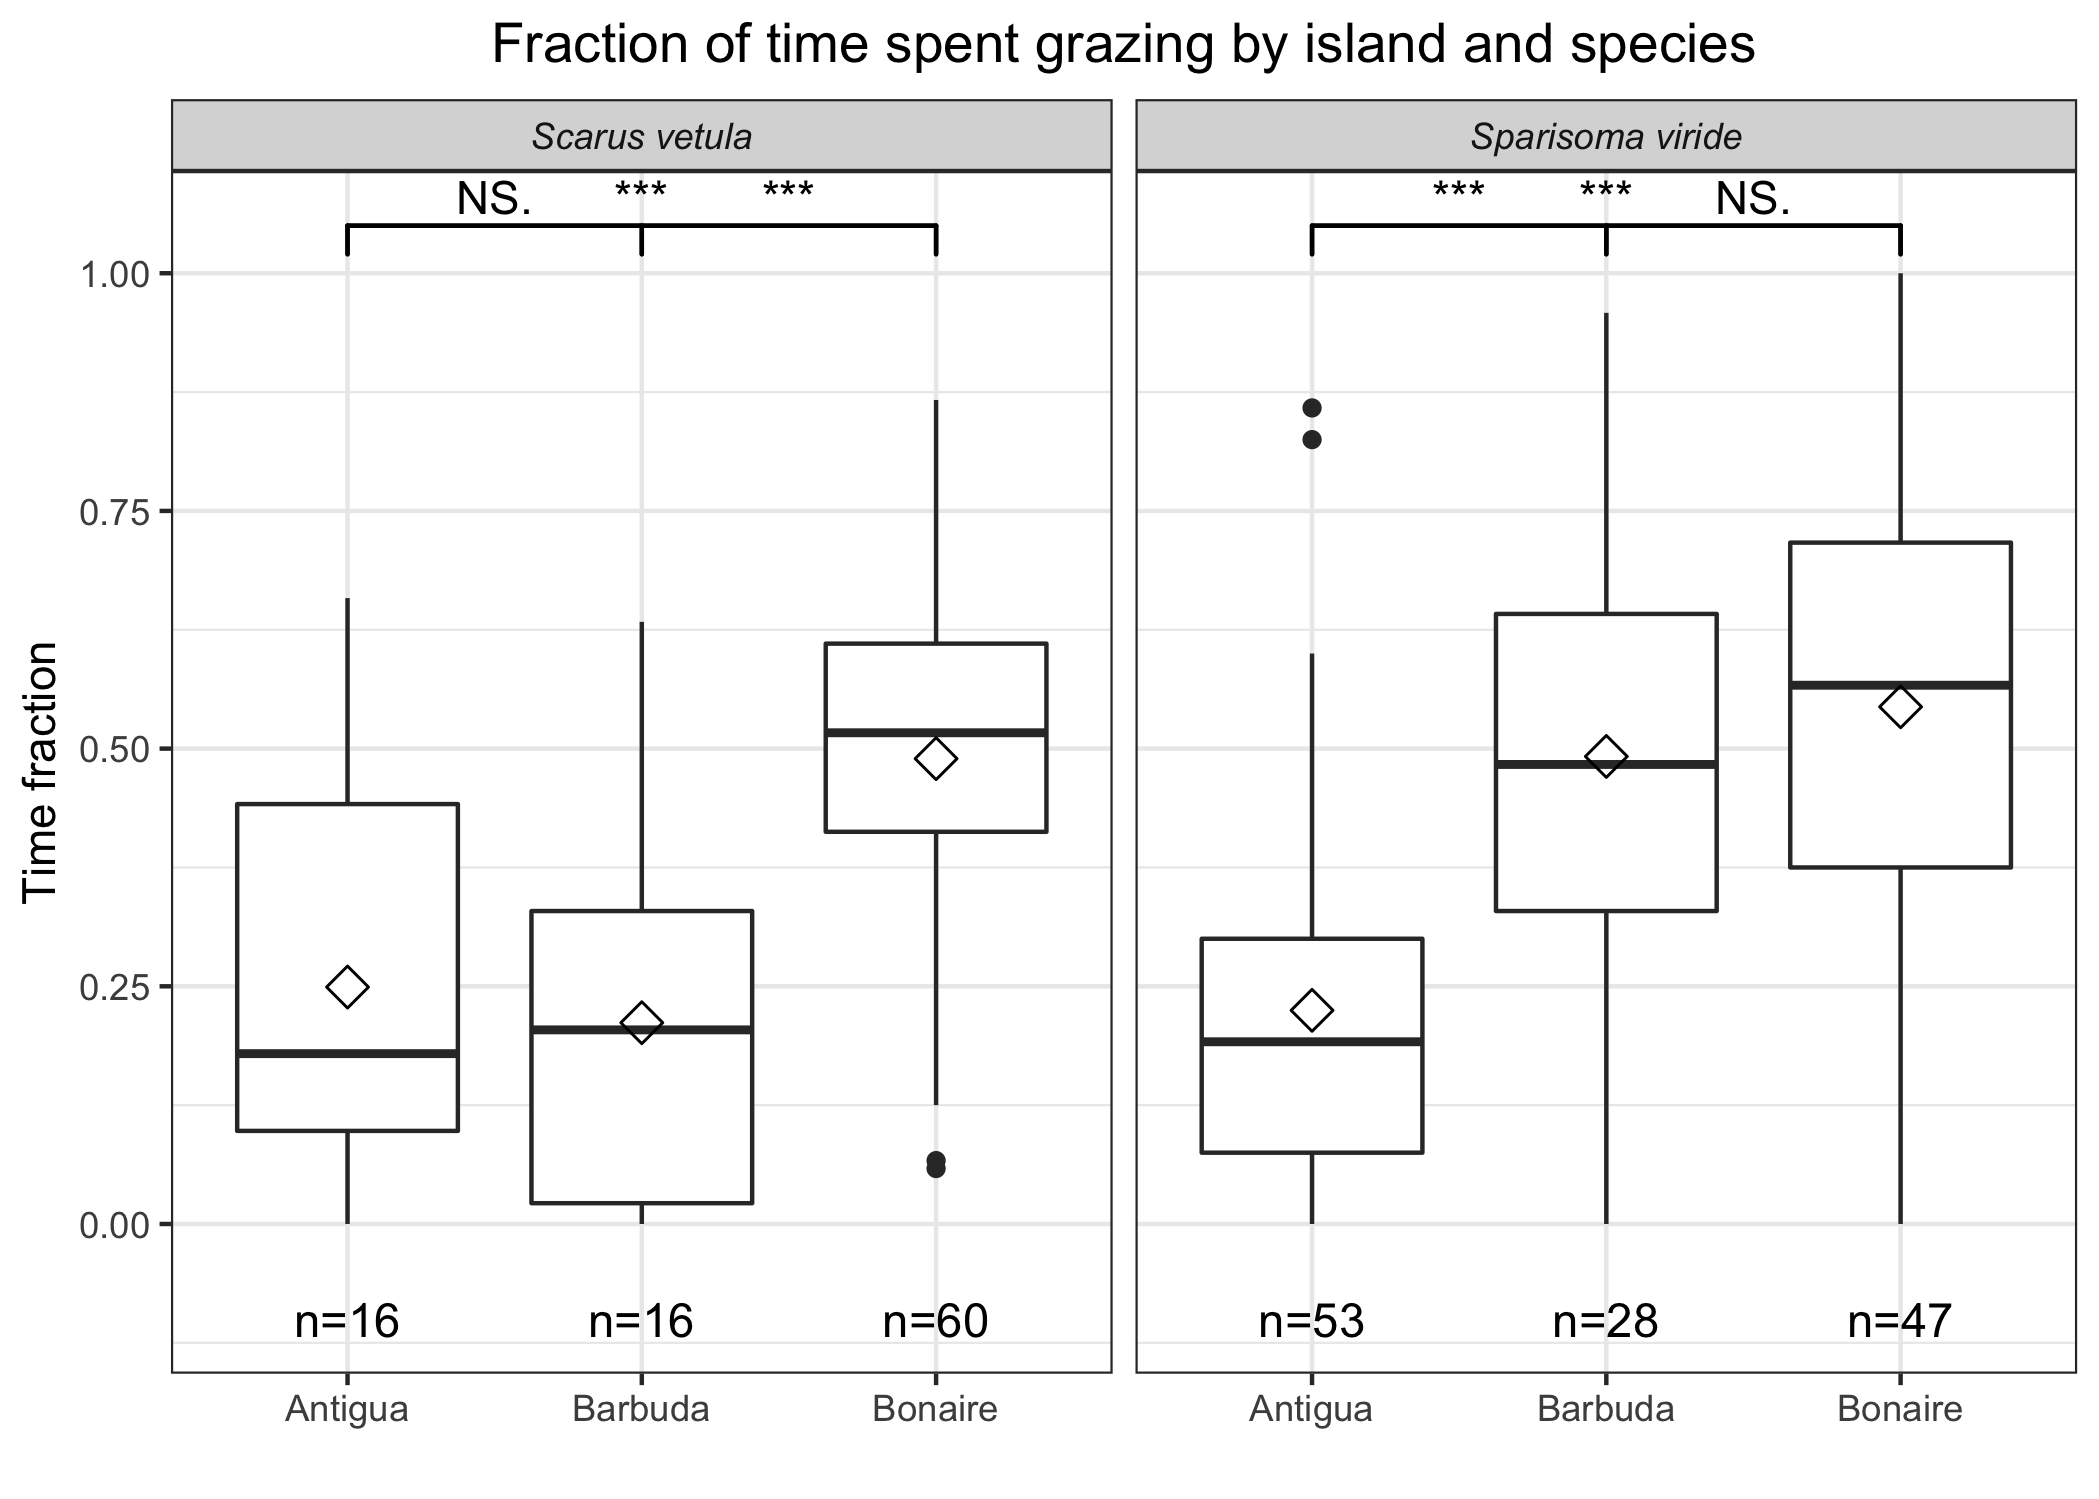 Fraction of time spent grazing by island and species
Scarus vetula
Sparisoma viride
NS. *** ***
*** *** NS.
1.00
0.75
0.50
0.25
0.00
Time fraction
n=16 n=16 n=60
n=53 n=28 n=47
Antigua Barbuda Bonaire
Antigua Barbuda Bonaire